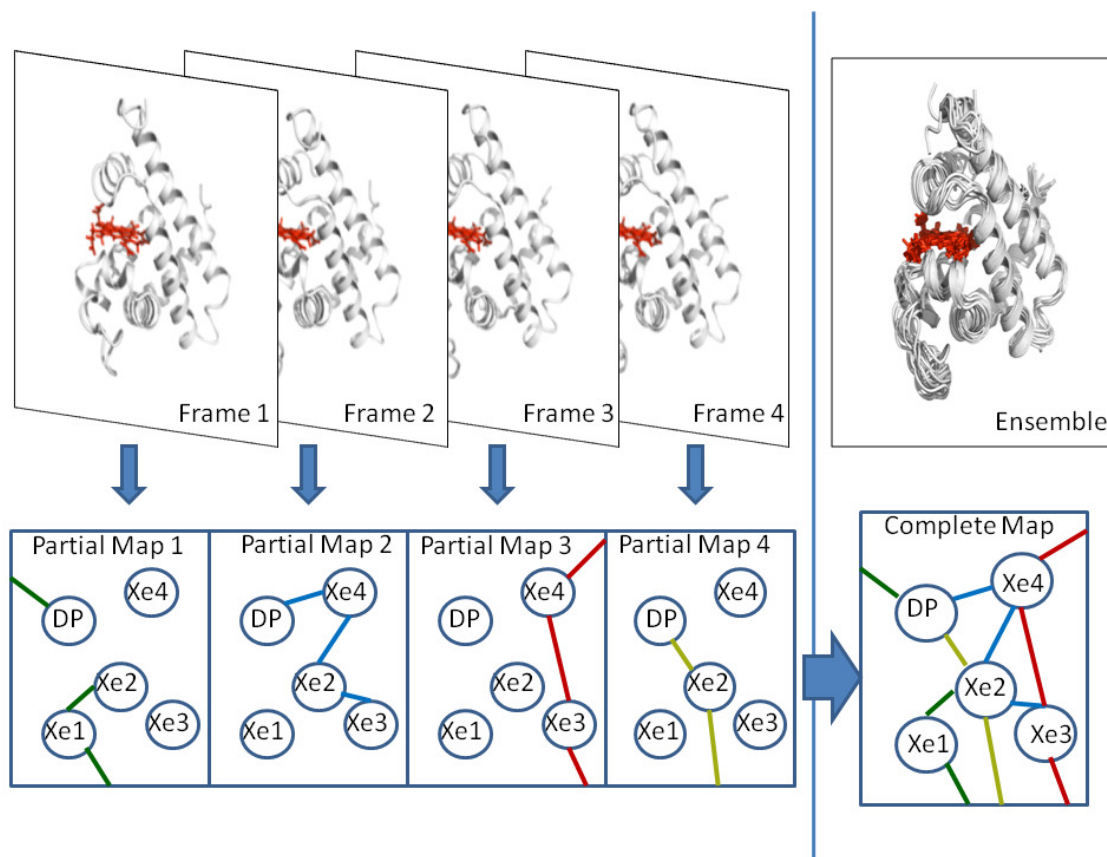 Frame 1
Frame 2
Frame 3
Frame 4
Ensemble
Partial Map 1
Xe4
DP
Xe2
Xe1
Xe3
Partial Map 2
Xe4
DP
Xe2
Xe3
Xe1
Partial Map 3
Xe4
DP
Xe2
Xe3
Xe1
Partial Map 4
Xe4
DP
Xe2
Xe1
Xe3
Complete Map
Xe4
DP
Xe2
Xe1
Xe3